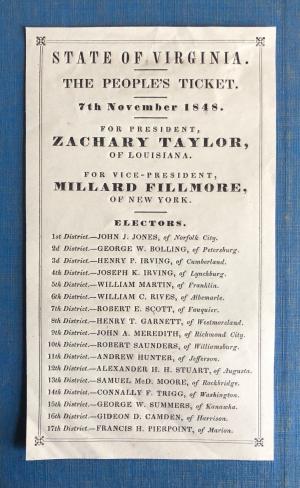 STATE OF VIRGINIA.
THE PEOPLE'S TICKET.
7th November 1848.
FOR PRESIDENT,
ZACHARY TAYLOR,
OF LOUISIANA.
FOR VICE-PRESIDENT,
MILLARD FILLMORE,
OF NEW YORK.
ELECTORS.
1st District.—JOHN J. JONES, of Norfolk City.
2d District.—GEORGE W. BOLLING, of Petersburg.
3d District.—HENRY P. IRVING, of Cumberland.
4th District.—JOSEPH K. IRVING, of Lynchburg.
5th District.—WILLIAM MARTIN, of Franklin.
6th District.—WILLIAM C. RIVES, of Albemarle.
7th District.—ROBERT E. SCOTT, of Fauquier.
8th District.—HENRY T. GARNETT, of Westmoreland.
9th District.—JOHN A. MEREDITH, of Richmond City.
10th District.—ROBERT SAUNDERS, of Williamsburg.
11th District.—ANDREW HUNTER, of Jefferson.
12th District.—ALEXANDER H. H. STUART, of Augusta.
13th District.—SAMUEL McD. MOORE, of Rockbridge.
14th District.—CONNALLY F. TRIGG, of Washington.
15th District.—GEORGE W. SUMMERS, of Kanawha.
16th District.—GIDEON D. CAMDEN, of Harrison.
17th District.—FRANCIS H. PIERPOINT, of Marion.